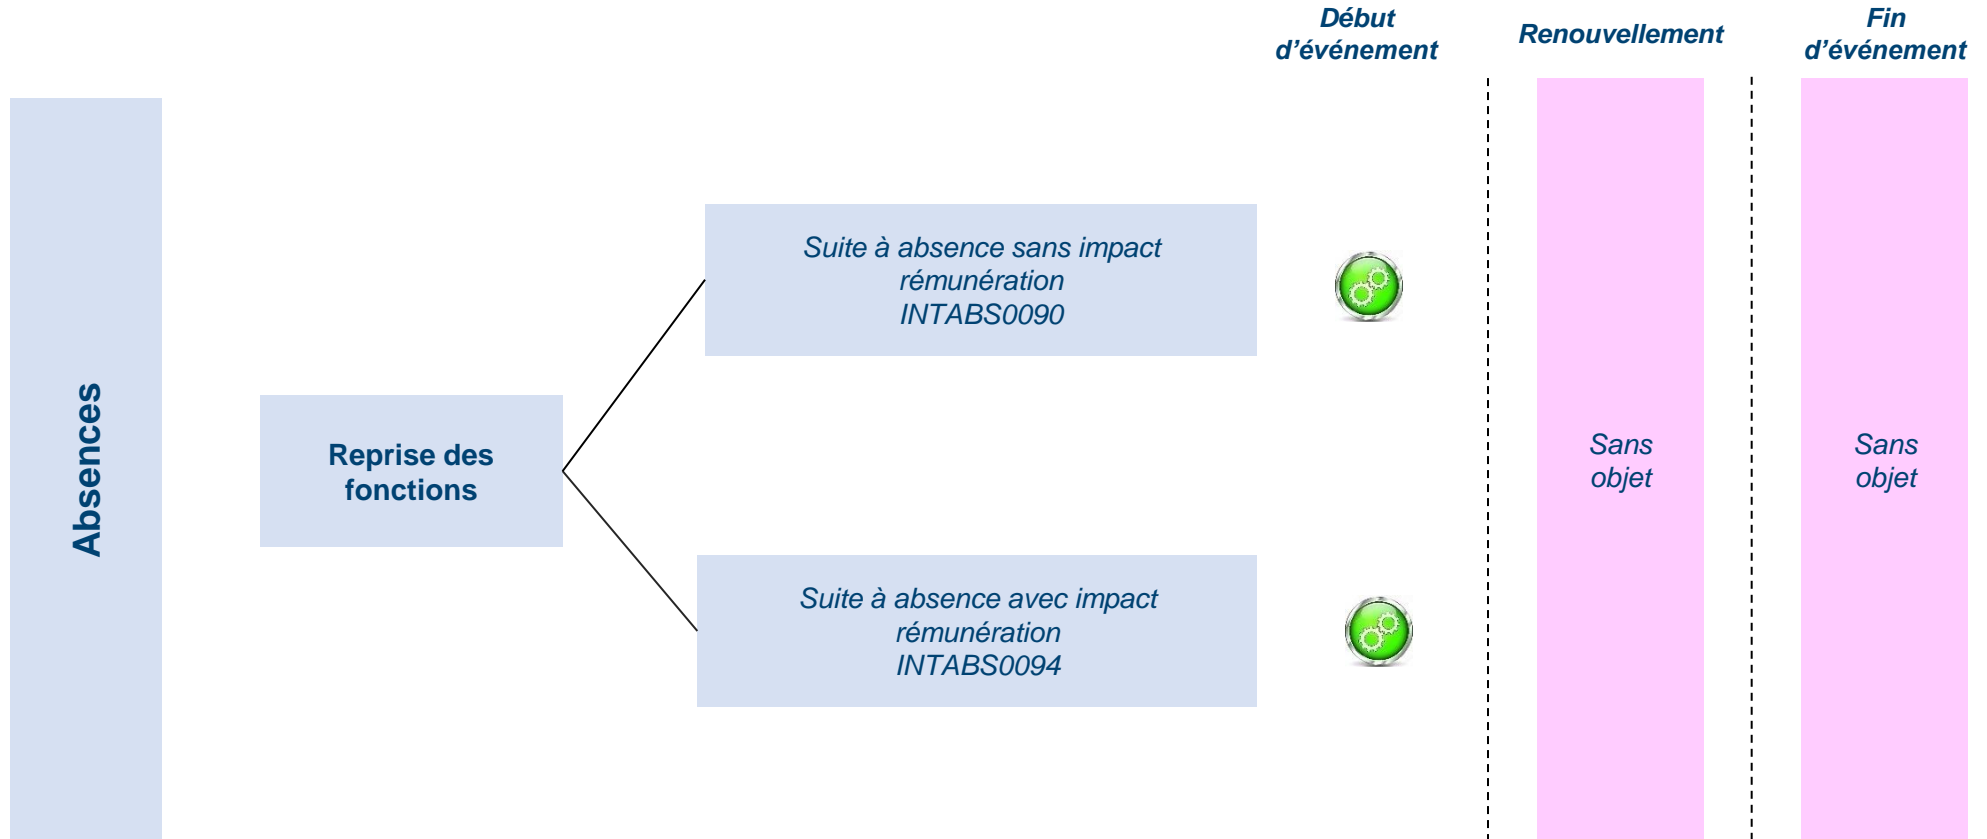 Début
d’événement
Renouvellement
Fin
d’événement
Absences
Reprise des
fonctions
Suite à absence sans impact
rémunération
INTABS0090
Suite à absence avec impact
rémunération
INTABS0094
Sans
objet
Sans
objet